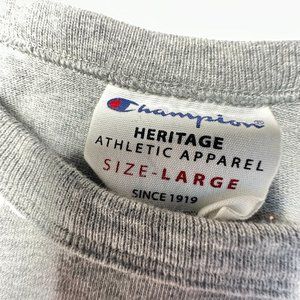 Champion
HERITAGE
ATHLETIC APPAREL
SIZE-LARGE
SINCE 1919